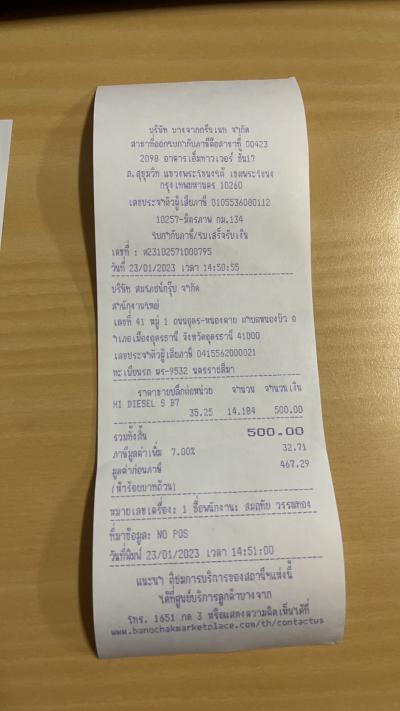 บริษัท บางจากกรีนเนท จำกัด
สาขาที่ออกใบกำกับภาษีคือสาขาที่ 00423
2098 อาคารเอ็มทาวเวอร์ ชั้น17
ถ.สุขุมวิท แขวงพระโขนงใต้ เขตพระโขนง
กรุงเทพมหานคร 10260
เลขประจำตัวผู้เสียภาษี 0105536080112
10257-มิตรภาพ กม.134
ใบกำกับภาษี/ใบเสร็จรับเงิน
เลขที่ : 23102571000795
วันที่ 23/01/2023 เวลา 14:50:55
บริษัท กรุ๊ป จำกัด
สำนักงานใหญ่
เลขที่ 41 หมู่ 1 ถนนอุดร-หนองคาย ตำบลหนองบัว อ
ำเภอเมืองอุดรธานี จังหวัดอุดรธานี 41000
เลขประจำตัวผู้เสียภาษี 0415562000021
ทะเบียนรถ ผร-9532 นครราชสีมา
ราคาขายปลีกต่อหน่วย จำนวน จำนวนเงิน
HI DIESEL S B7
35.25 14.184 500.00
รวมทั้งสิ้น 500.00
ภาษีมูลค่าเพิ่ม 7.00% 32.71
มูลค่าก่อนภาษี 467.29
(ห้าร้อยบาทถ้วน)
หมายเลขเครื่อง: 1 ชื่อพนักงาน: สมฤทัย วรรณทอง
ที่มาข้อมูล: NO POS
วันที่พิมพ์ 23/01/2023 เวลา 14:51:00
แนะนำ ติชมการบริการของสถานีฯแห่งนี้
ได้ที่ศูนย์บริการลูกค้าบางจาก
โทร. 1651 กด 3 หรือแสดงความคิดเห็นได้ที่
www.bangchakmarketplace.com/th/contactus